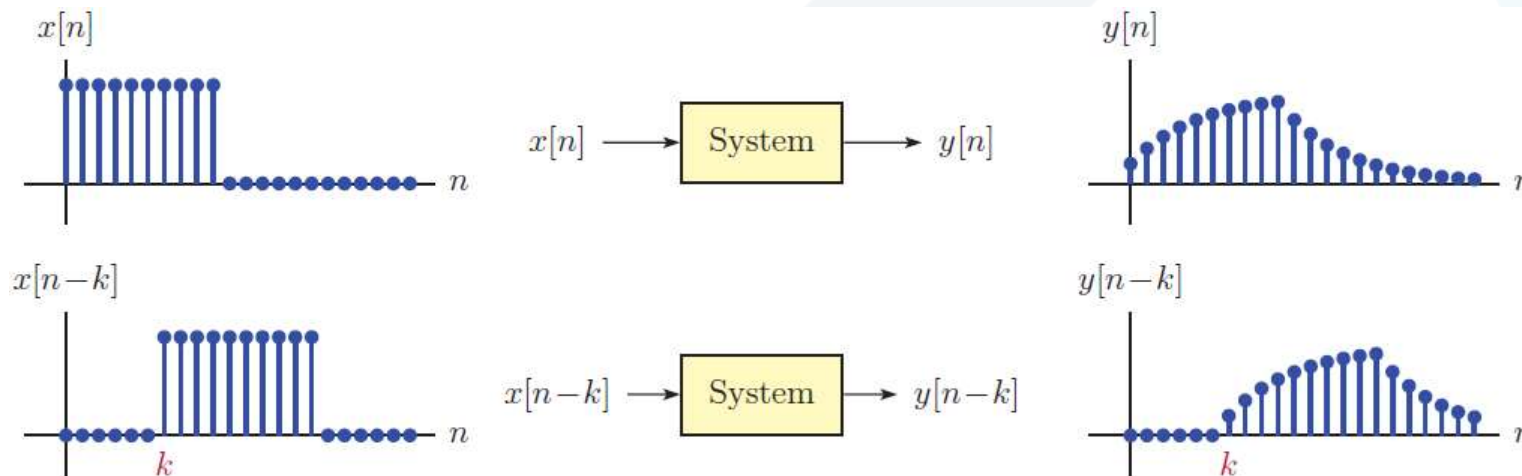 x[n]
y[n]
x[n] System y[n]
n
x[n−k]
y[n−k]
x[n−k] System y[n−k]
n
k
k